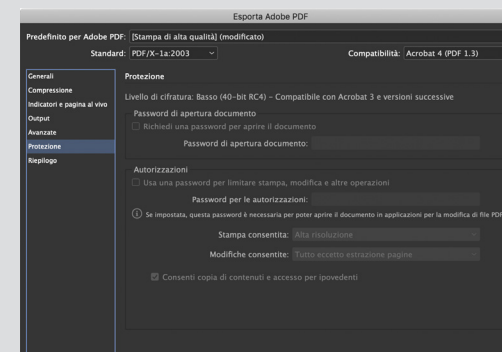 Esporta Adobe PDF
Predefinito per Adobe PDF: [Stampa di alta qualità] (modificato)
Standard: PDF/X-1a:2003 Compatibilità: Acrobat 4 (PDF 1.3)
Generali
Compressione
Indicatori e pagina al vivo
Output
Avanzate
Protezione
Riepilogo
Protezione
Livello di cifratura: Basso (40-bit RC4) – Compatibile con Acrobat 3 e versioni successive
Password di apertura documento
Richiedi una password per aprire il documento
Password di apertura documento:
Autorizzazioni
Usa una password per limitare stampa, modifica e altre operazioni
Password per le autorizzazioni:
Se impostata, questa password è necessaria per poter aprire il documento in applicazioni per la modifica di file PDF
Stampa consentita: Alta risoluzione
Modifiche consentite: Tutto eccetto estrazione pagine
Consenti copia di contenuti e accesso per ipovedenti